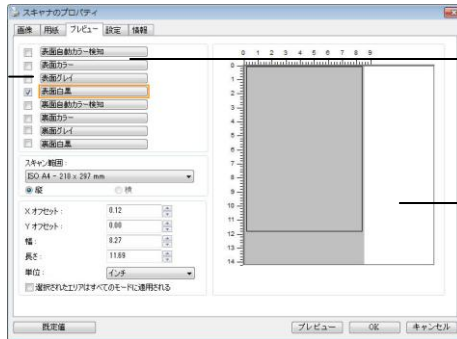 スキャナのプロパティ
画像 用紙 プレビュー 設定 情報
表面自動カラー検知
表面カラー
表面グレイ
表面白黒
裏面自動カラー検知
裏面カラー
裏面グレイ
裏面白黒
スキャン範囲:
ISO A4 - 210 x 297 mm
縦 横
Xオフセット: 0.12
Yオフセット: 0.00
幅: 8.27
長さ: 11.69
単位: インチ
選択されたエリアはすべてのモードに適用される
0 1 2 3 4 5 6 7 8 9
0
1
2
3
4
5
6
7
8
9
10
11
12
13
14
既定値 プレビュー OK キャンセル